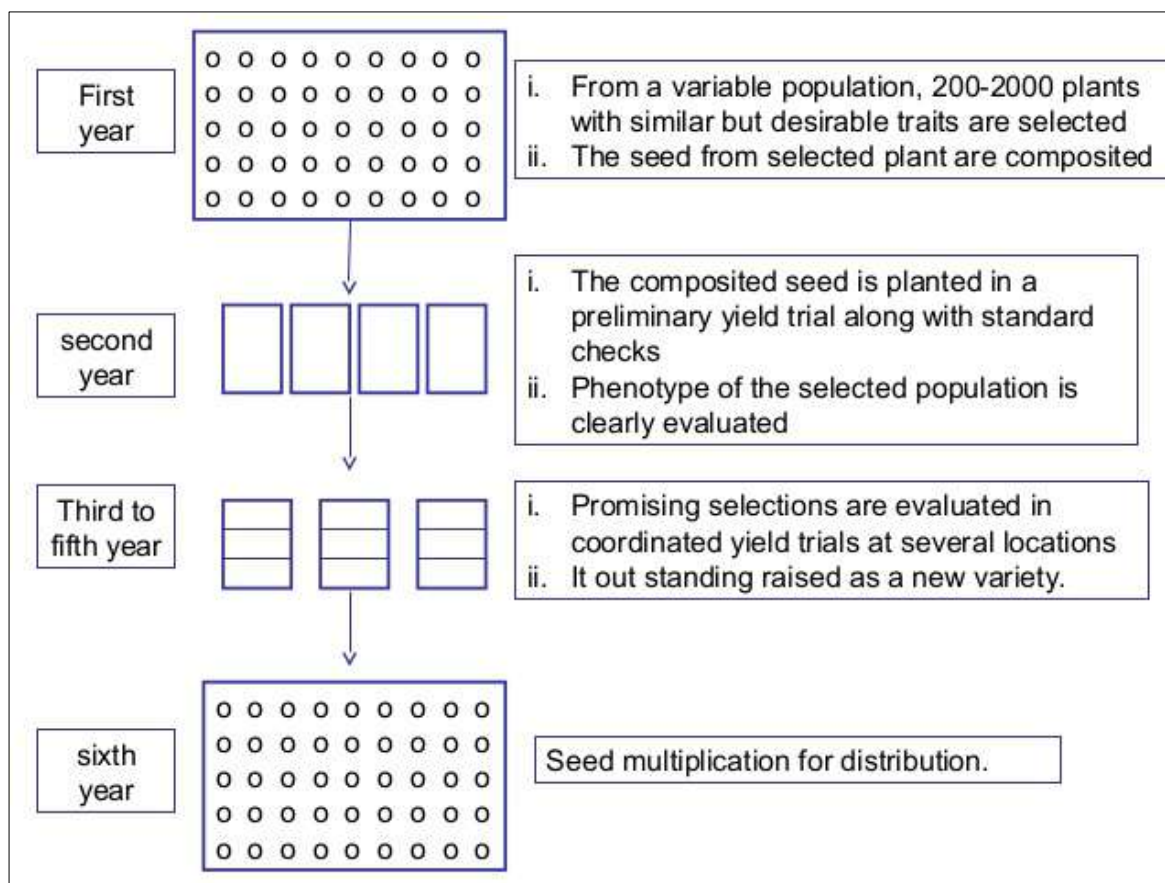 First
year
o o o o o o o o o
o o o o o o o o o
o o o o o o o o o
o o o o o o o o o
o o o o o o o o o
i. From a variable population, 200-2000 plants
with similar but desirable traits are selected
ii. The seed from selected plant are composited
second
year
i. The composited seed is planted in a
preliminary yield trial along with standard
checks
ii. Phenotype of the selected population is
clearly evaluated
Third to
fifth year
i. Promising selections are evaluated in
coordinated yield trials at several locations
ii. It out standing raised as a new variety.
sixth
year
o o o o o o o o o
o o o o o o o o o
o o o o o o o o o
o o o o o o o o o
o o o o o o o o o
Seed multiplication for distribution.